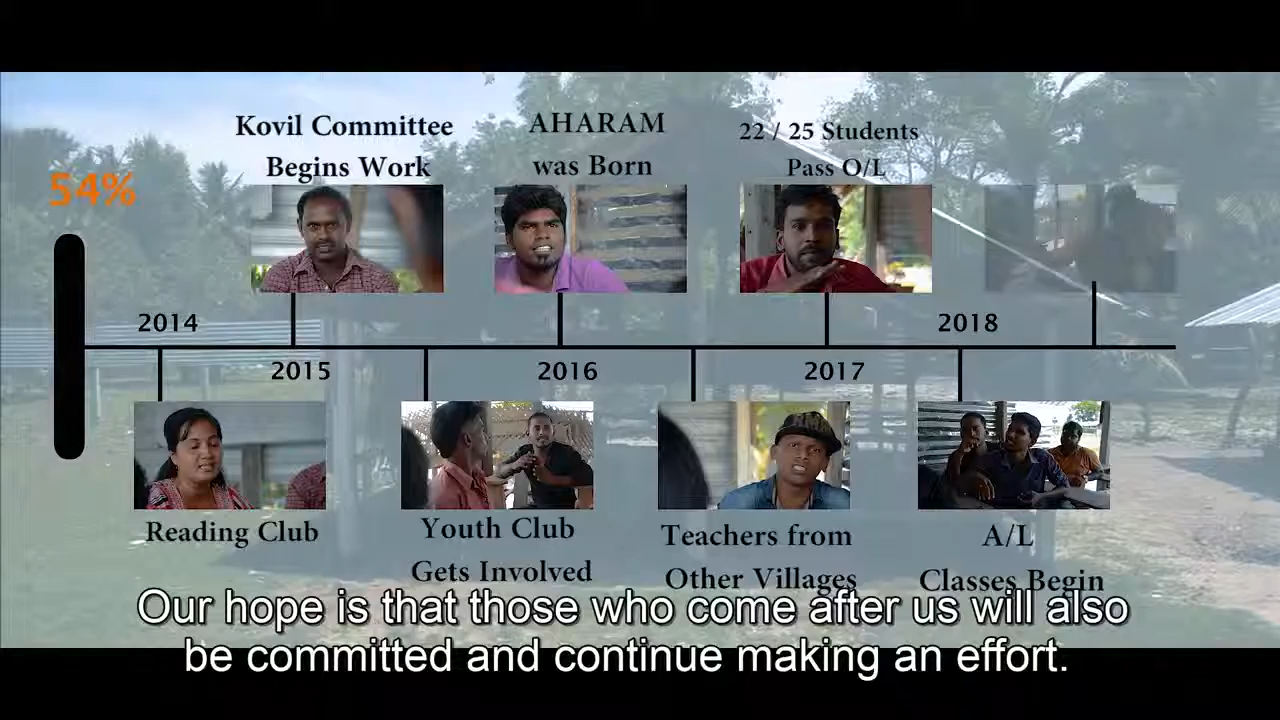 Kovil Committee
Begins Work
AHARAM
was Born
22 / 25 Students
Pass O/L
54%
2014
2018
2015
2016
2017
Reading Club
Youth Club
Gets Involved
Teachers from
Other Villages
A/L
Classes Begin
Our hope is that those who come after us will also
be committed and continue making an effort.